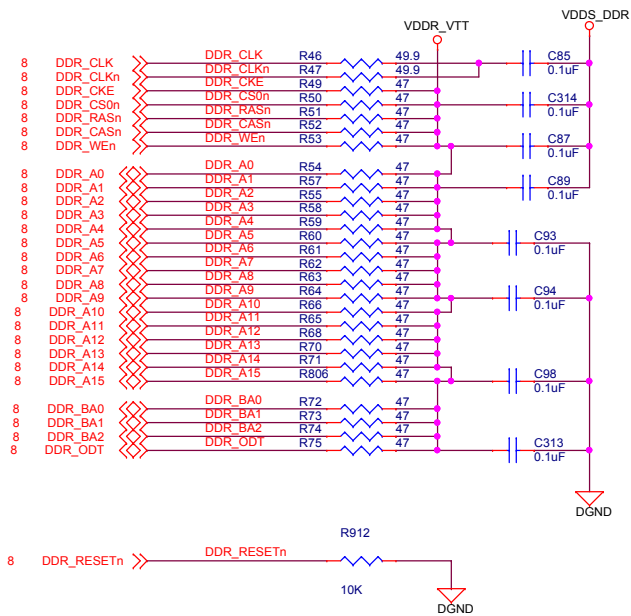 VDDR_VTT VDDS_DDR
8 DDR_CLK DDR_CLK R46 49.9 C85 0.1uF
8 DDR_CLKn DDR_CLKn R47 49.9
8 DDR_CKE DDR_CKE R49 47
8 DDR_CS0n DDR_CS0n R50 47 C314 0.1uF
8 DDR_RASn DDR_RASn R51 47
8 DDR_CASn DDR_CASn R52 47
8 DDR_WEn DDR_WEn R53 47 C87 0.1uF
8 DDR_A0 DDR_A0 R54 47
8 DDR_A1 DDR_A1 R57 47 C89 0.1uF
8 DDR_A2 DDR_A2 R55 47
8 DDR_A3 DDR_A3 R58 47
8 DDR_A4 DDR_A4 R59 47
8 DDR_A5 DDR_A5 R60 47 C93 0.1uF
8 DDR_A6 DDR_A6 R61 47
8 DDR_A7 DDR_A7 R62 47
8 DDR_A8 DDR_A8 R63 47
8 DDR_A9 DDR_A9 R64 47 C94 0.1uF
8 DDR_A10 DDR_A10 R66 47
8 DDR_A11 DDR_A11 R65 47
8 DDR_A12 DDR_A12 R68 47
8 DDR_A13 DDR_A13 R70 47
8 DDR_A14 DDR_A14 R71 47
8 DDR_A15 DDR_A15 R806 47 C98 0.1uF
8 DDR_BA0 DDR_BA0 R72 47
8 DDR_BA1 DDR_BA1 R73 47
8 DDR_BA2 DDR_BA2 R74 47
8 DDR_ODT DDR_ODT R75 47 C313 0.1uF
DGND
R912
8 DDR_RESETn DDR_RESETn
10K
DGND